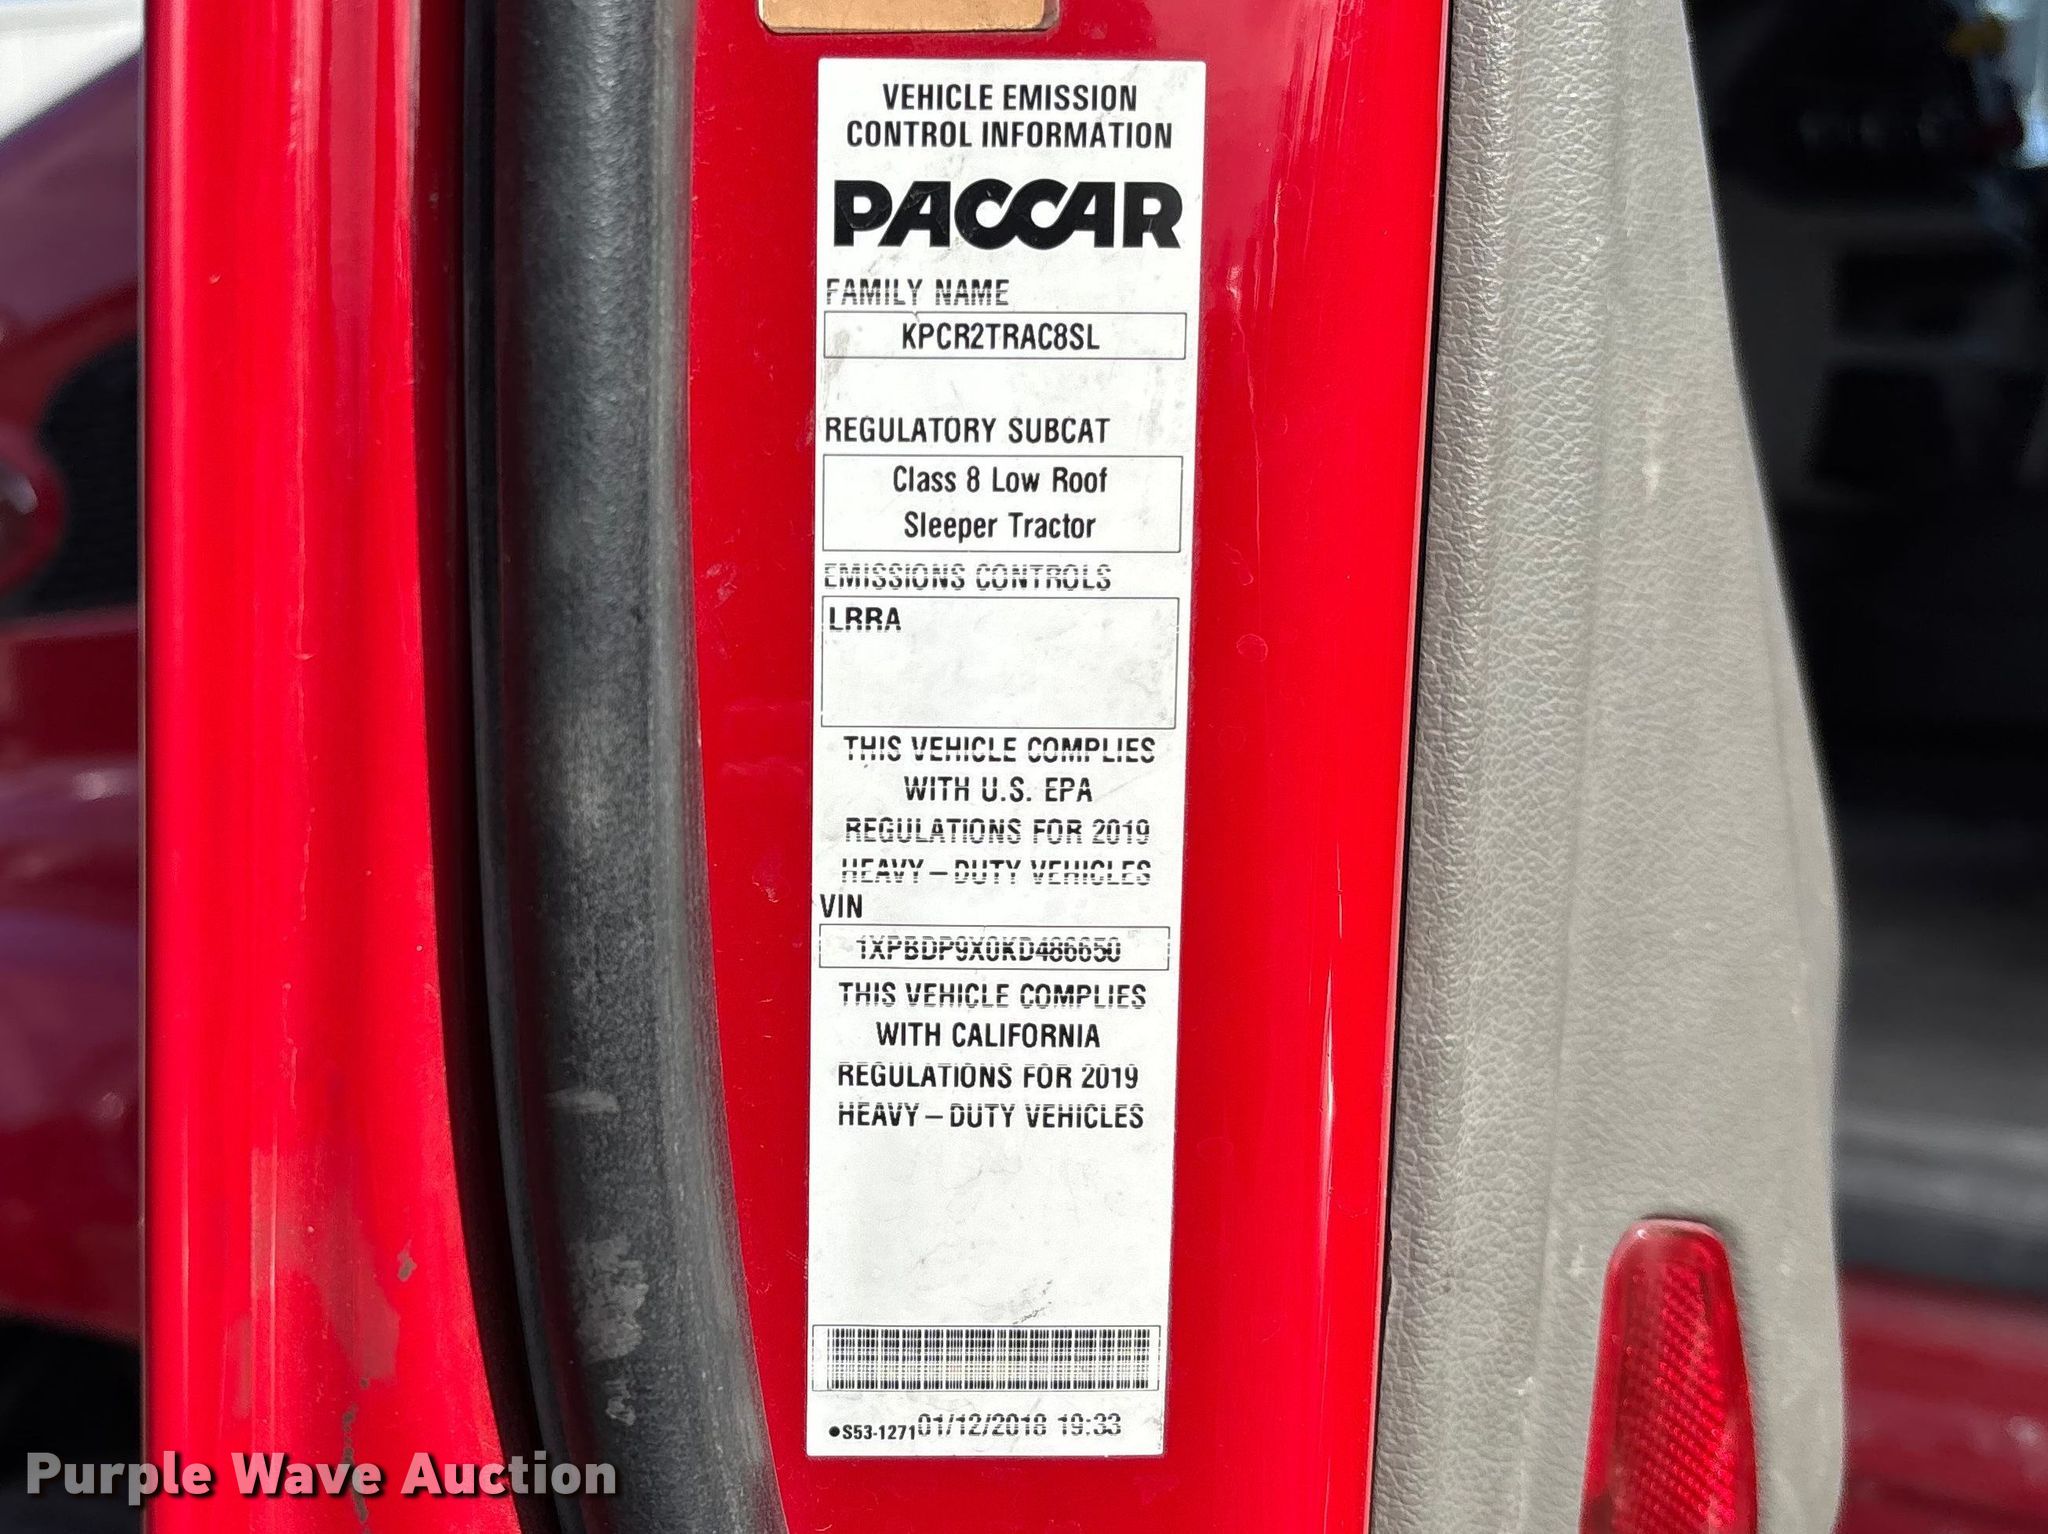 VEHICLE EMISSION
CONTROL INFORMATION
PACCAR
FAMILY NAME
KPCR2TRAC8SL
REGULATORY SUBCAT
Class 8 Low Roof
Sleeper Tractor
EMISSIONS CONTROLS
LRRA
THIS VEHICLE COMPLIES
WITH U.S. EPA
REGULATIONS FOR 2019
HEAVY – DUTY VEHICLES
VIN
1XPBDP9X0KD486650
THIS VEHICLE COMPLIES
WITH CALIFORNIA
REGULATIONS FOR 2019
HEAVY – DUTY VEHICLES
●S53-1271 01/12/2018 19:33
Purple Wave Auction